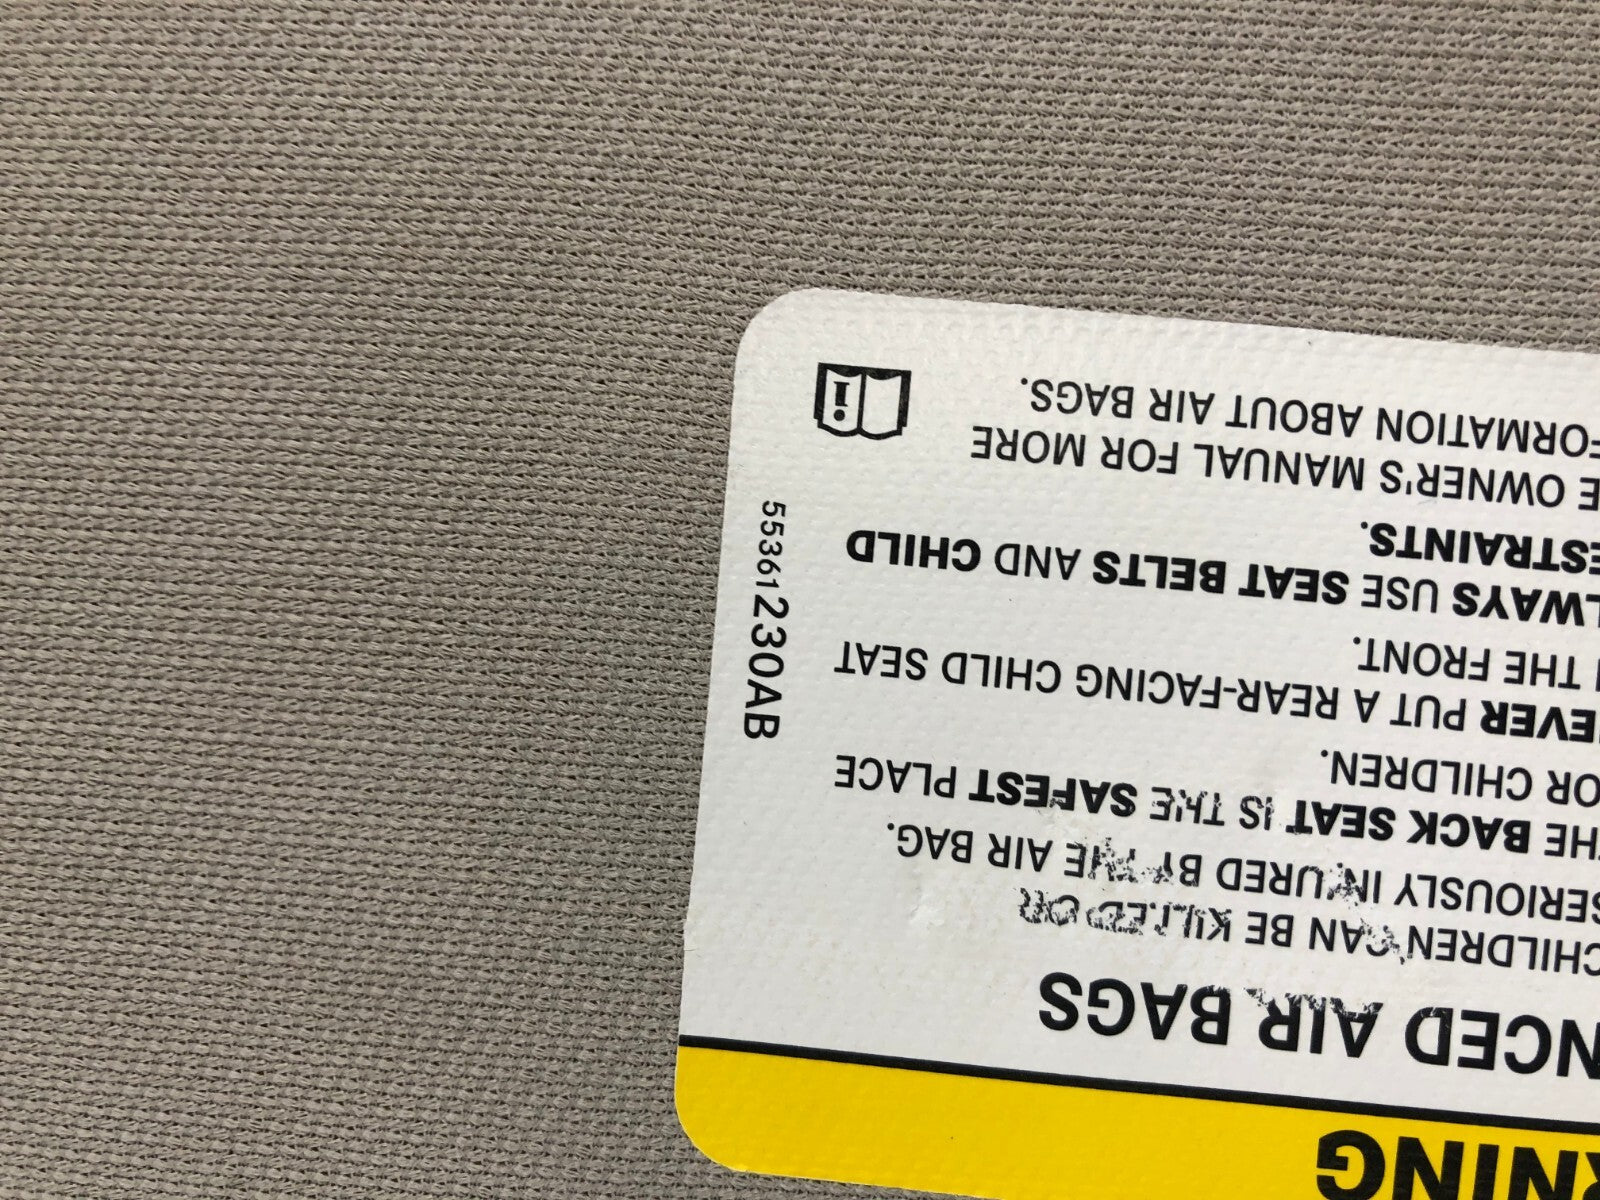 RNING
NCED AIR BAGS
CHILDREN CAN BE KILLED OR
SERIOUSLY INJURED BY THE AIR BAG.
HE BACK SEAT IS THE SAFEST PLACE
OR CHILDREN.
EVER PUT A REAR-FACING CHILD SEAT
THE FRONT.
LWAYS USE SEAT BELTS AND CHILD
ESTRAINTS.
E OWNER'S MANUAL FOR MORE
FORMATION ABOUT AIR BAGS.
i
55361230AB